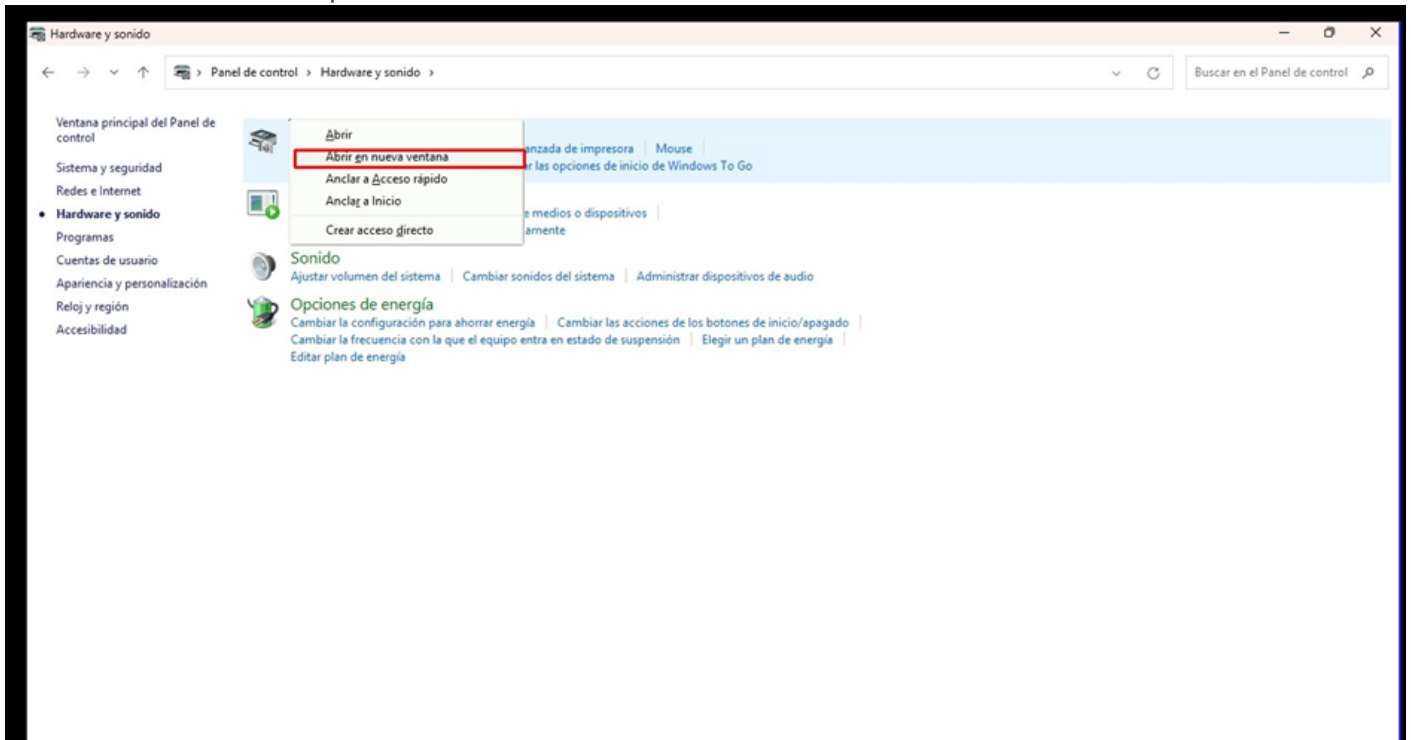 Hardware y sonido
Panel de control > Hardware y sonido >
Buscar en el Panel de control
Ventana principal del Panel de
control
Sistema y seguridad
Redes e Internet
Hardware y sonido
Programas
Cuentas de usuario
Apariencia y personalización
Reloj y región
Accesibilidad
Abrir
Abrir en nueva ventana
Anclar a Acceso rápido
Anclar a Inicio
Crear acceso directo
de impresora | Mouse
las opciones de inicio de Windows To Go
medios o dispositivos
Sonido
Ajustar volumen del sistema | Cambiar sonidos del sistema | Administrar dispositivos de audio
Opciones de energía
Cambiar la configuración para ahorrar energía | Cambiar las acciones de los botones de inicio/apagado
Cambiar la frecuencia con la que el equipo entra en estado de suspensión | Elegir un plan de energía
Editar plan de energía